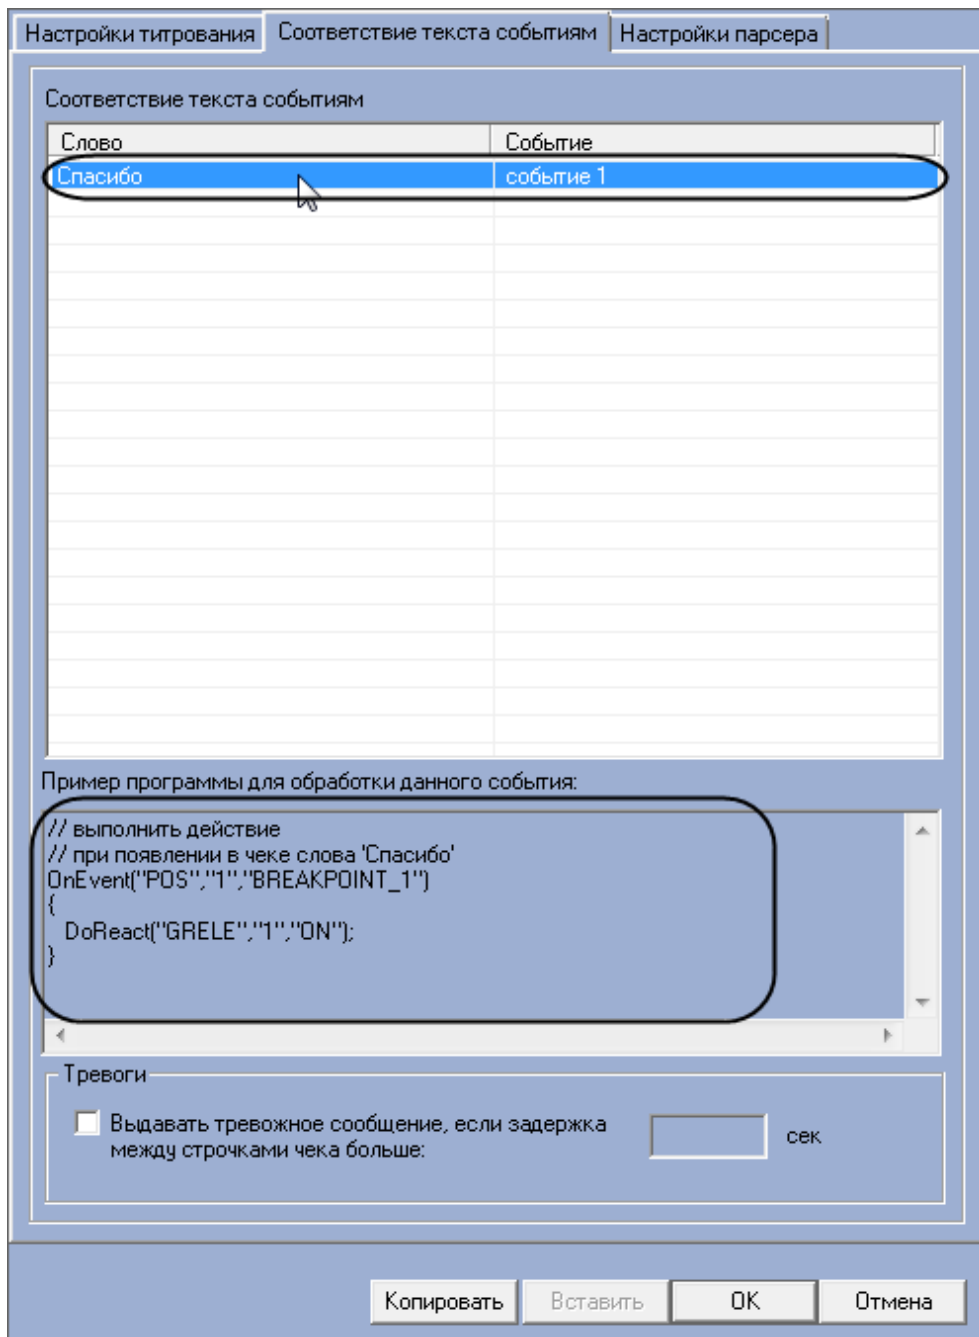 Настройки титрования Соответствие текста событиям Настройки парсера
Соответствие текста событиям
Слово Событие
Спасибо событие 1
Пример программы для обработки данного события:
// выполнить действие
// при появлении в чеке слова 'Спасибо'
OnEvent("POS","1","BREAKPOINT_1")
{
DoReact("GRELE","1","ON");
}
Тревоги
Выдавать тревожное сообщение, если задержка
между строчками чека больше: сек
Копировать Вставить OK Отмена